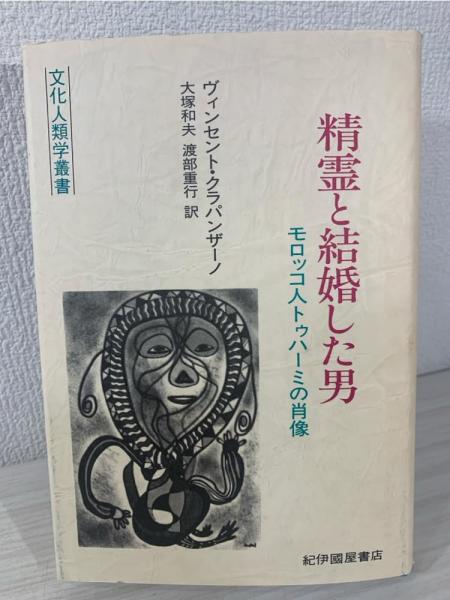 精霊と結婚した男
モロッコ人トゥハーミの肖像
ヴィンセント・クラパンザーノ
大塚和夫 渡部重行 訳
文化人類学叢書
紀伊國屋書店